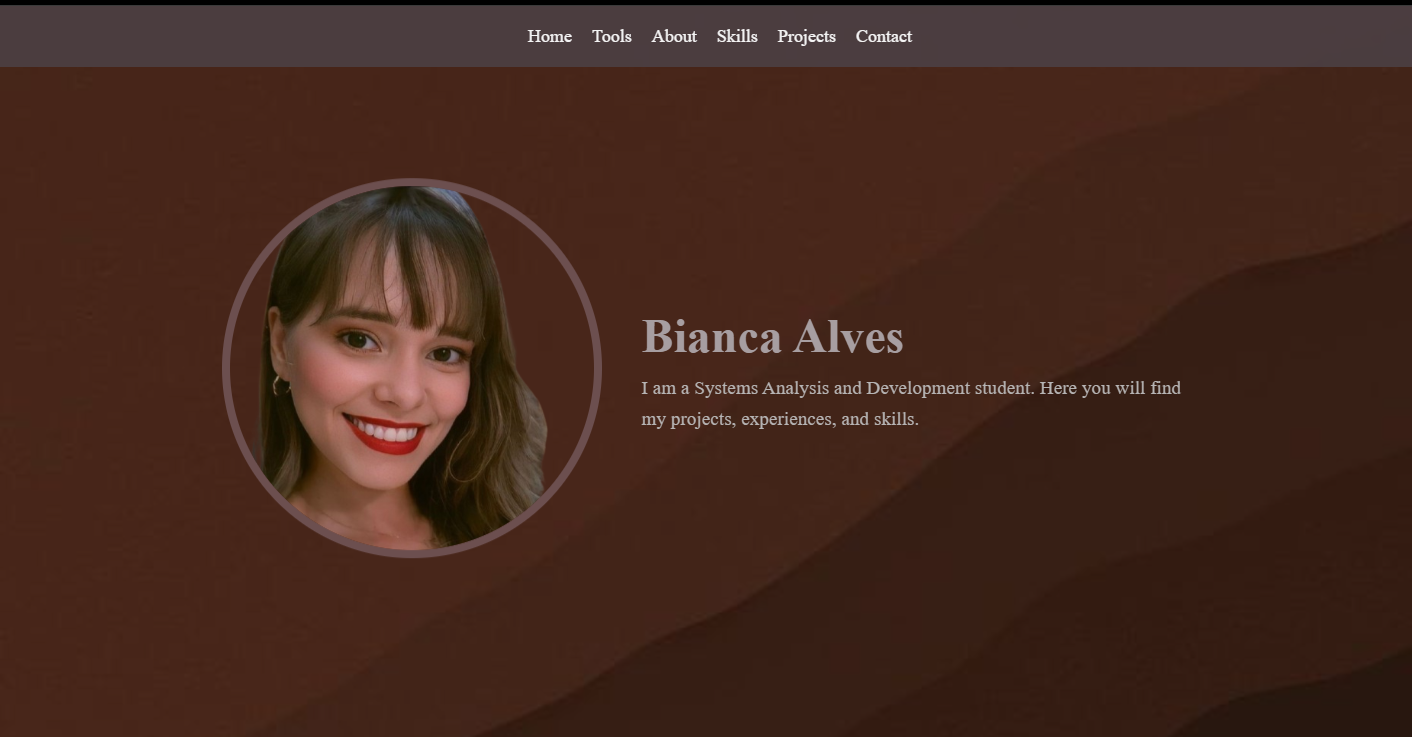 Home Tools About Skills Projects Contact
Bianca Alves
I am a Systems Analysis and Development student. Here you will find
my projects, experiences, and skills.